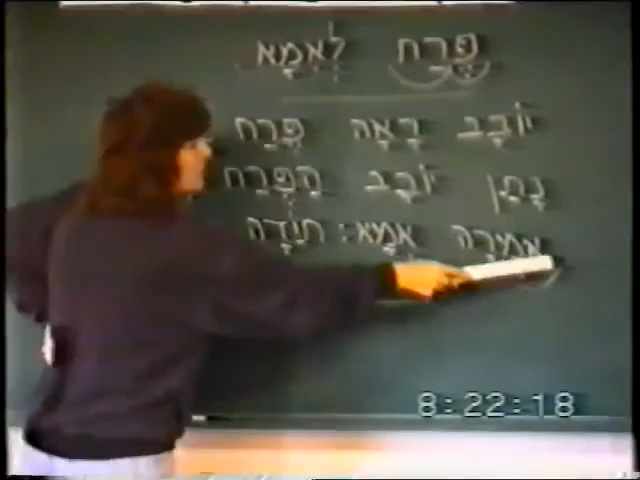 פֶּרַח לְאִמָּא
יוֹבָב רָאָה פֶּרַח
נָתַן יוֹבָב הַפֶּרַח
אָמְרָה אִמָּא: תּוֹדָה
8:22:18